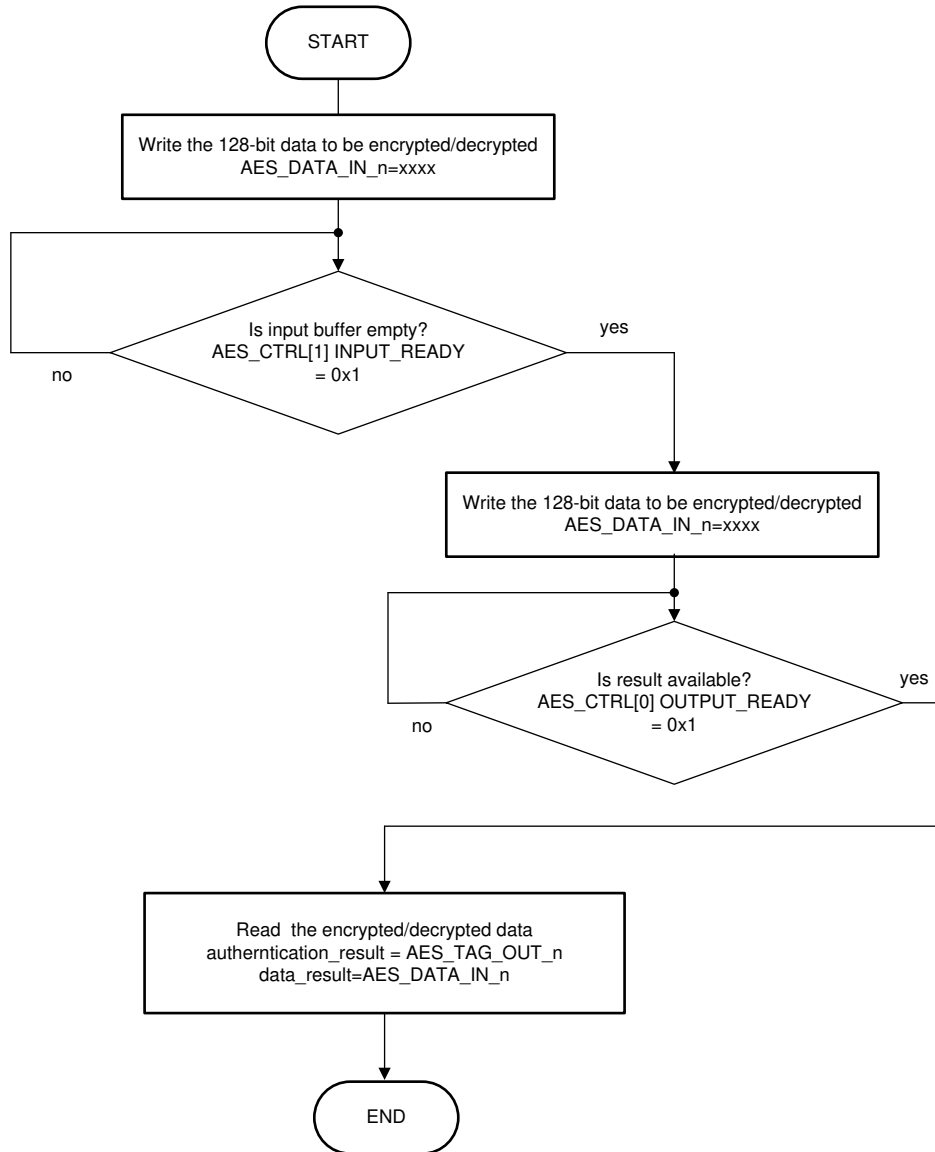 START
Write the 128-bit data to be encrypted/decrypted
AES_DATA_IN_n=xxxx
Is input buffer empty?
AES_CTRL[1] INPUT_READY
= 0x1
yes
no
Write the 128-bit data to be encrypted/decrypted
AES_DATA_IN_n=xxxx
Is result available?
AES_CTRL[0] OUTPUT_READY
= 0x1
yes
no
Read the encrypted/decrypted data
autherntication_result = AES_TAG_OUT_n
data_result=AES_DATA_IN_n
END